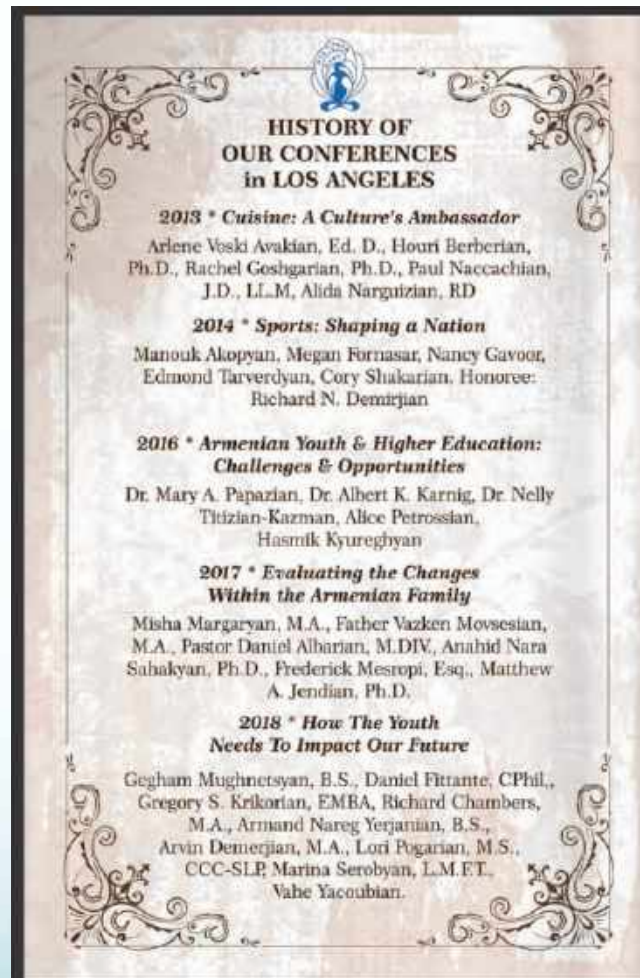 HISTORY OF
OUR CONFERENCES
in LOS ANGELES
2013 * Cuisine: A Culture's Ambassador
Arlene Voski Avakian, Ed. D., Houri Berberian,
Ph.D., Rachel Goshgarian, Ph.D., Paul Naccachian,
J.D., LL.M, Alida Narguizian, RD
2014 * Sports: Shaping a Nation
Manouk Akopyan, Megan Fornasar, Nancy Gavoor,
Edmond Tarverdyan, Cory Shakarian. Honoree:
Richard N. Demirjian
2016 * Armenian Youth & Higher Education:
Challenges & Opportunities
Dr. Mary A. Papazian, Dr. Albert K. Karnig, Dr. Nelly
Titizian-Kazman, Alice Petrossian,
Hasmik Kyureghyan
2017 * Evaluating the Changes
Within the Armenian Family
Misha Margaryan, M.A., Father Vazken Movsesian,
M.A., Pastor Daniel Albarian, M.DIV., Anahid Nara
Sahakyan, Ph.D., Frederick Mesropi, Esq., Matthew
A. Jendian, Ph.D.
2018 * How The Youth
Needs To Impact Our Future
Gegham Mughnetsyan, B.S., Daniel Fittante, CPhil.,
Gregory S. Krikorian, EMBA, Richard Chambers,
M.A., Armand Nareg Yerjanian, B.S.,
Arvin Demerjian, M.A., Lori Pogarian, M.S.,
CCC-SLP, Marina Serobyan, L.M.F.T.,
Vahe Yacoubian.